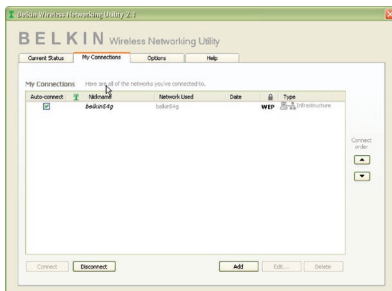 Belkin Wireless Networking Utility 2.1
BELKIN Wireless Networking Utility
Current Status My Connections Options Help
My Connections Here are all of the networks you've connected to.
Auto-connect Nickname Network Used Date Type
belkin54g belkin54g WEP Infrastructure
Connect order
Connect Disconnect Add Edit... Delete